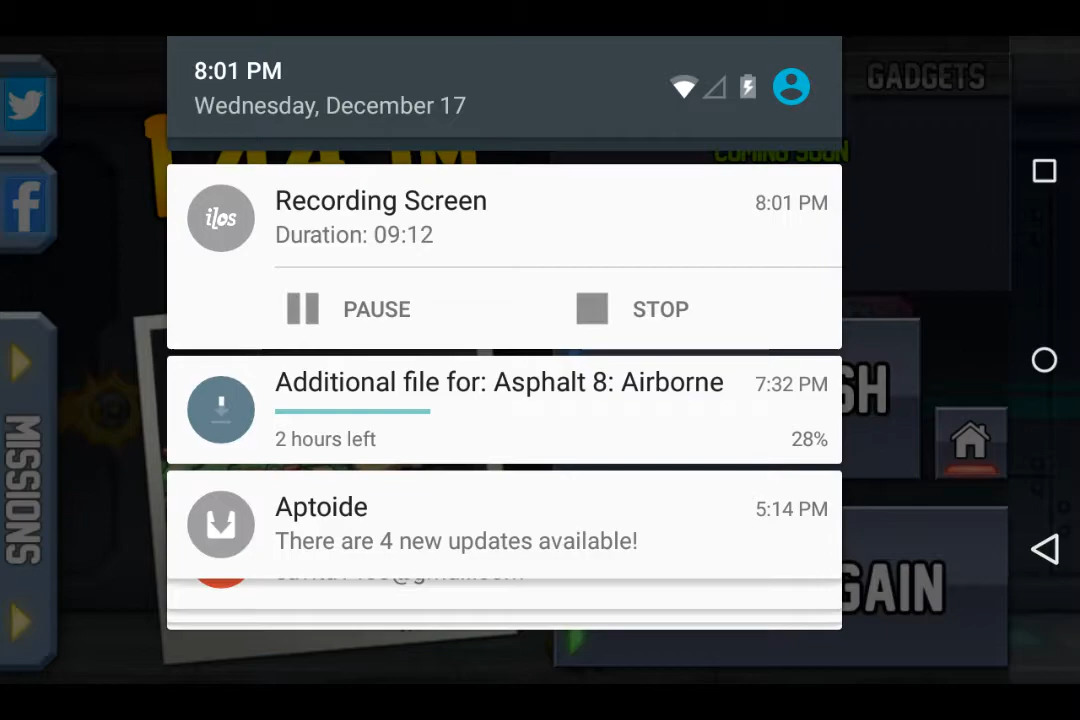 8:01 PM
Wednesday, December 17
GADGETS
COMING SOON
ilos
Recording Screen
8:01 PM
Duration: 09:12
PAUSE
STOP
Additional file for: Asphalt 8: Airborne
7:32 PM
2 hours left
28%
MISSIONS
Aptoide
5:14 PM
There are 4 new updates available!